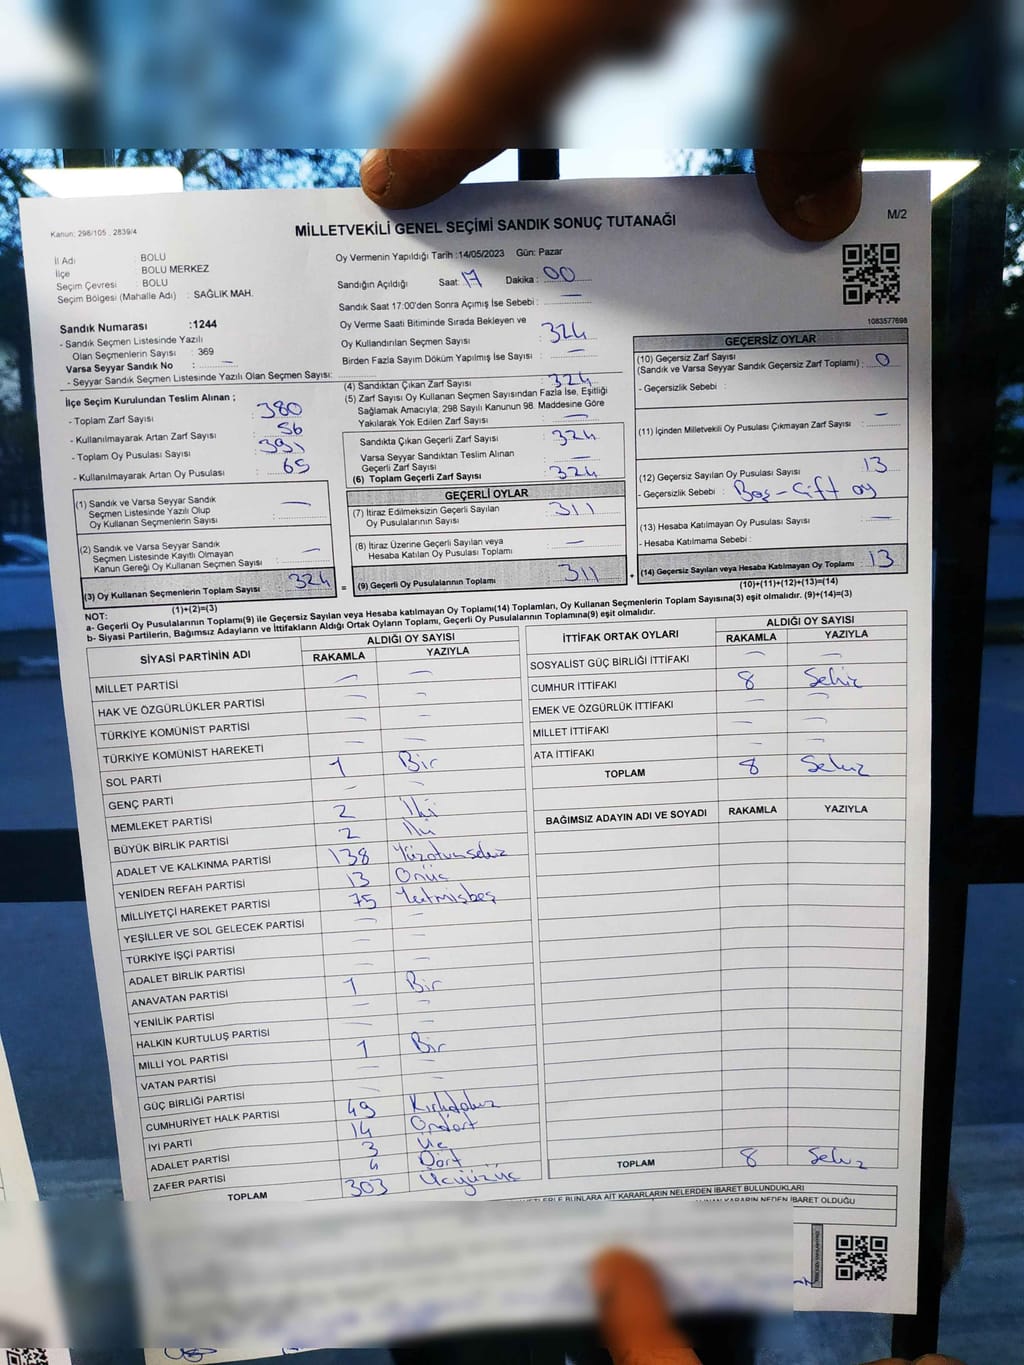 Kanun: 298/105 , 2839/4
MİLLETVEKİLİ GENEL SEÇİMİ SANDIK SONUÇ TUTANAĞI
M/2
İl Adı : BOLU
İlçe BOLU MERKEZ
Seçim Çevresi : BOLU
Seçim Bölgesi (Mahalle Adı) : SAĞLIK MAH.
Oy Vermenin Yapıldığı Tarih :14/05/2023 Gün: Pazar
Sandığın Açıldığı Saat: 17 Dakika : 00
Sandık Saat 17:00'den Sonra Açımış İse Sebebi : —
1083577698
Sandık Numarası :1244
- Sandık Seçmen Listesinde Yazılı
Olan Seçmenlerin Sayısı : 369
Varsa Seyyar Sandık No : —
- Seyyar Sandık Seçmen Listesinde Yazılı Olan Seçmen Sayısı:
Oy Verme Saati Bitiminde Sırada Bekleyen ve
Oy Kullandırılan Seçmen Sayısı : 324
Birden Fazla Sayım Döküm Yapılmış İse Sayısı : —
İlçe Seçim Kurulundan Teslim Alınan ;
- Toplam Zarf Sayısı : 380
- Kullanılmayarak Artan Zarf Sayısı : 56
- Toplam Oy Pusulası Sayısı : 391
- Kullanılmayarak Artan Oy Pusulası : 65
(4) Sandıktan Çıkan Zarf Sayısı : 324
(5) Zarf Sayısı Oy Kullanan Seçmen Sayısından Fazla İse, Eşitliği
Sağlamak Amacıyla, 298 Sayılı Kanunun 98. Maddesine Göre
Yakılarak Yok Edilen Zarf Sayısı : —
Sandıkta Çıkan Geçerli Zarf Sayısı : 324
Varsa Seyyar Sandıktan Teslim Alınan
Geçerli Zarf Sayısı : —
(6) Toplam Geçerli Zarf Sayısı : 324
GEÇERSİZ OYLAR
(10) Geçersiz Zarf Sayısı
(Sandık ve Varsa Seyyar Sandık Geçersiz Zarf Toplamı) : 0
- Geçersizlik Sebebi :
(11) İçinden Milletvekili Oy Pusulası Çıkmayan Zarf Sayısı : —
(12) Geçersiz Sayılan Oy Pusulası Sayısı : 13
- Geçersizlik Sebebi : Boş-Çift oy
(13) Hesaba Katılmayan Oy Pusulası Sayısı : —
- Hesaba Katılmama Sebebi :
(14) Geçersiz Sayılan veya Hesaba Katılmayan Oy Toplamı : 13
(10)+(11)+(12)+(13)=(14)
(1) Sandık ve Varsa Seyyar Sandık
Seçmen Listesinde Yazılı Olup
Oy Kullanan Seçmenlerin Sayısı : —
(2) Sandık ve Varsa Seyyar Sandık
Seçmen Listesinde Kayıtlı Olmayan
Kanun Gereği Oy Kullanan Seçmen Sayısı : —
(3) Oy Kullanan Seçmenlerin Toplam Sayısı : 324
(1)+(2)=(3)
GEÇERLİ OYLAR
(7) İtiraz Edilmeksizin Geçerli Sayılan
Oy Pusulalarının Sayısı : 311
(8) İtiraz Üzerine Geçerli Sayılan veya
Hesaba Katılan Oy Pusulası Toplamı : —
(9) Geçerli Oy Pusulalarının Toplamı : 311
NOT:
a- Geçerli Oy Pusulalarının Toplamı(9) ile Geçersiz Sayılan veya Hesaba katılmayan Oy Toplamı(14) Toplamları, Oy Kullanan Seçmenlerin Toplam Sayısına(3) eşit olmalıdır. (9)+(14)=(3)
b- Siyasi Partilerin, Bağımsız Adayların ve İttifakların Aldığı Ortak Oyların Toplamı, Geçerli Oy Pusulalarının Toplamına(9) eşit olmalıdır.
SİYASİ PARTİNİN ADI ALDIĞI OY SAYISI
RAKAMLA YAZIYLA
MİLLET PARTİSİ — —
HAK VE ÖZGÜRLÜKLER PARTİSİ — —
TÜRKİYE KOMÜNİST PARTİSİ — —
TÜRKİYE KOMÜNİST HAREKETİ — —
SOL PARTİ 1 Bir
GENÇ PARTİ — —
MEMLEKET PARTİSİ 2 İki
BÜYÜK BİRLİK PARTİSİ 2 İki
ADALET VE KALKINMA PARTİSİ 138 Yüzotuzsekiz
YENİDEN REFAH PARTİSİ 13 Onüç
MİLLİYETÇİ HAREKET PARTİSİ 75 Yetmişbeş
YEŞİLLER VE SOL GELECEK PARTİSİ — —
TÜRKİYE İŞÇİ PARTİSİ — —
ADALET BİRLİK PARTİSİ — —
ANAVATAN PARTİSİ 1 Bir
YENİLİK PARTİSİ — —
HALKIN KURTULUŞ PARTİSİ — —
MİLLİ YOL PARTİSİ 1 Bir
VATAN PARTİSİ — —
GÜÇ BİRLİĞİ PARTİSİ — —
CUMHURİYET HALK PARTİSİ 49 Kırkdokuz
İYİ PARTİ 14 Ondört
ADALET PARTİSİ 3 Üç
ZAFER PARTİSİ 4 Dört
TOPLAM 303 Üçyüzüç
İTTİFAK ORTAK OYLARI ALDIĞI OY SAYISI
RAKAMLA YAZIYLA
SOSYALİST GÜÇ BİRLİĞİ İTTİFAKI — —
CUMHUR İTTİFAKI 8 Sekiz
EMEK VE ÖZGÜRLÜK İTTİFAKI — —
MİLLET İTTİFAKI — —
ATA İTTİFAKI — —
TOPLAM 8 Sekiz
BAĞIMSIZ ADAYIN ADI VE SOYADI RAKAMLA YAZIYLA
TOPLAM 8 Sekiz
BUNLARA AİT KARARLARIN NELERDEN İBARET BULUNDUKLARI
KARARIN NEDEN İBARET OLDUĞU